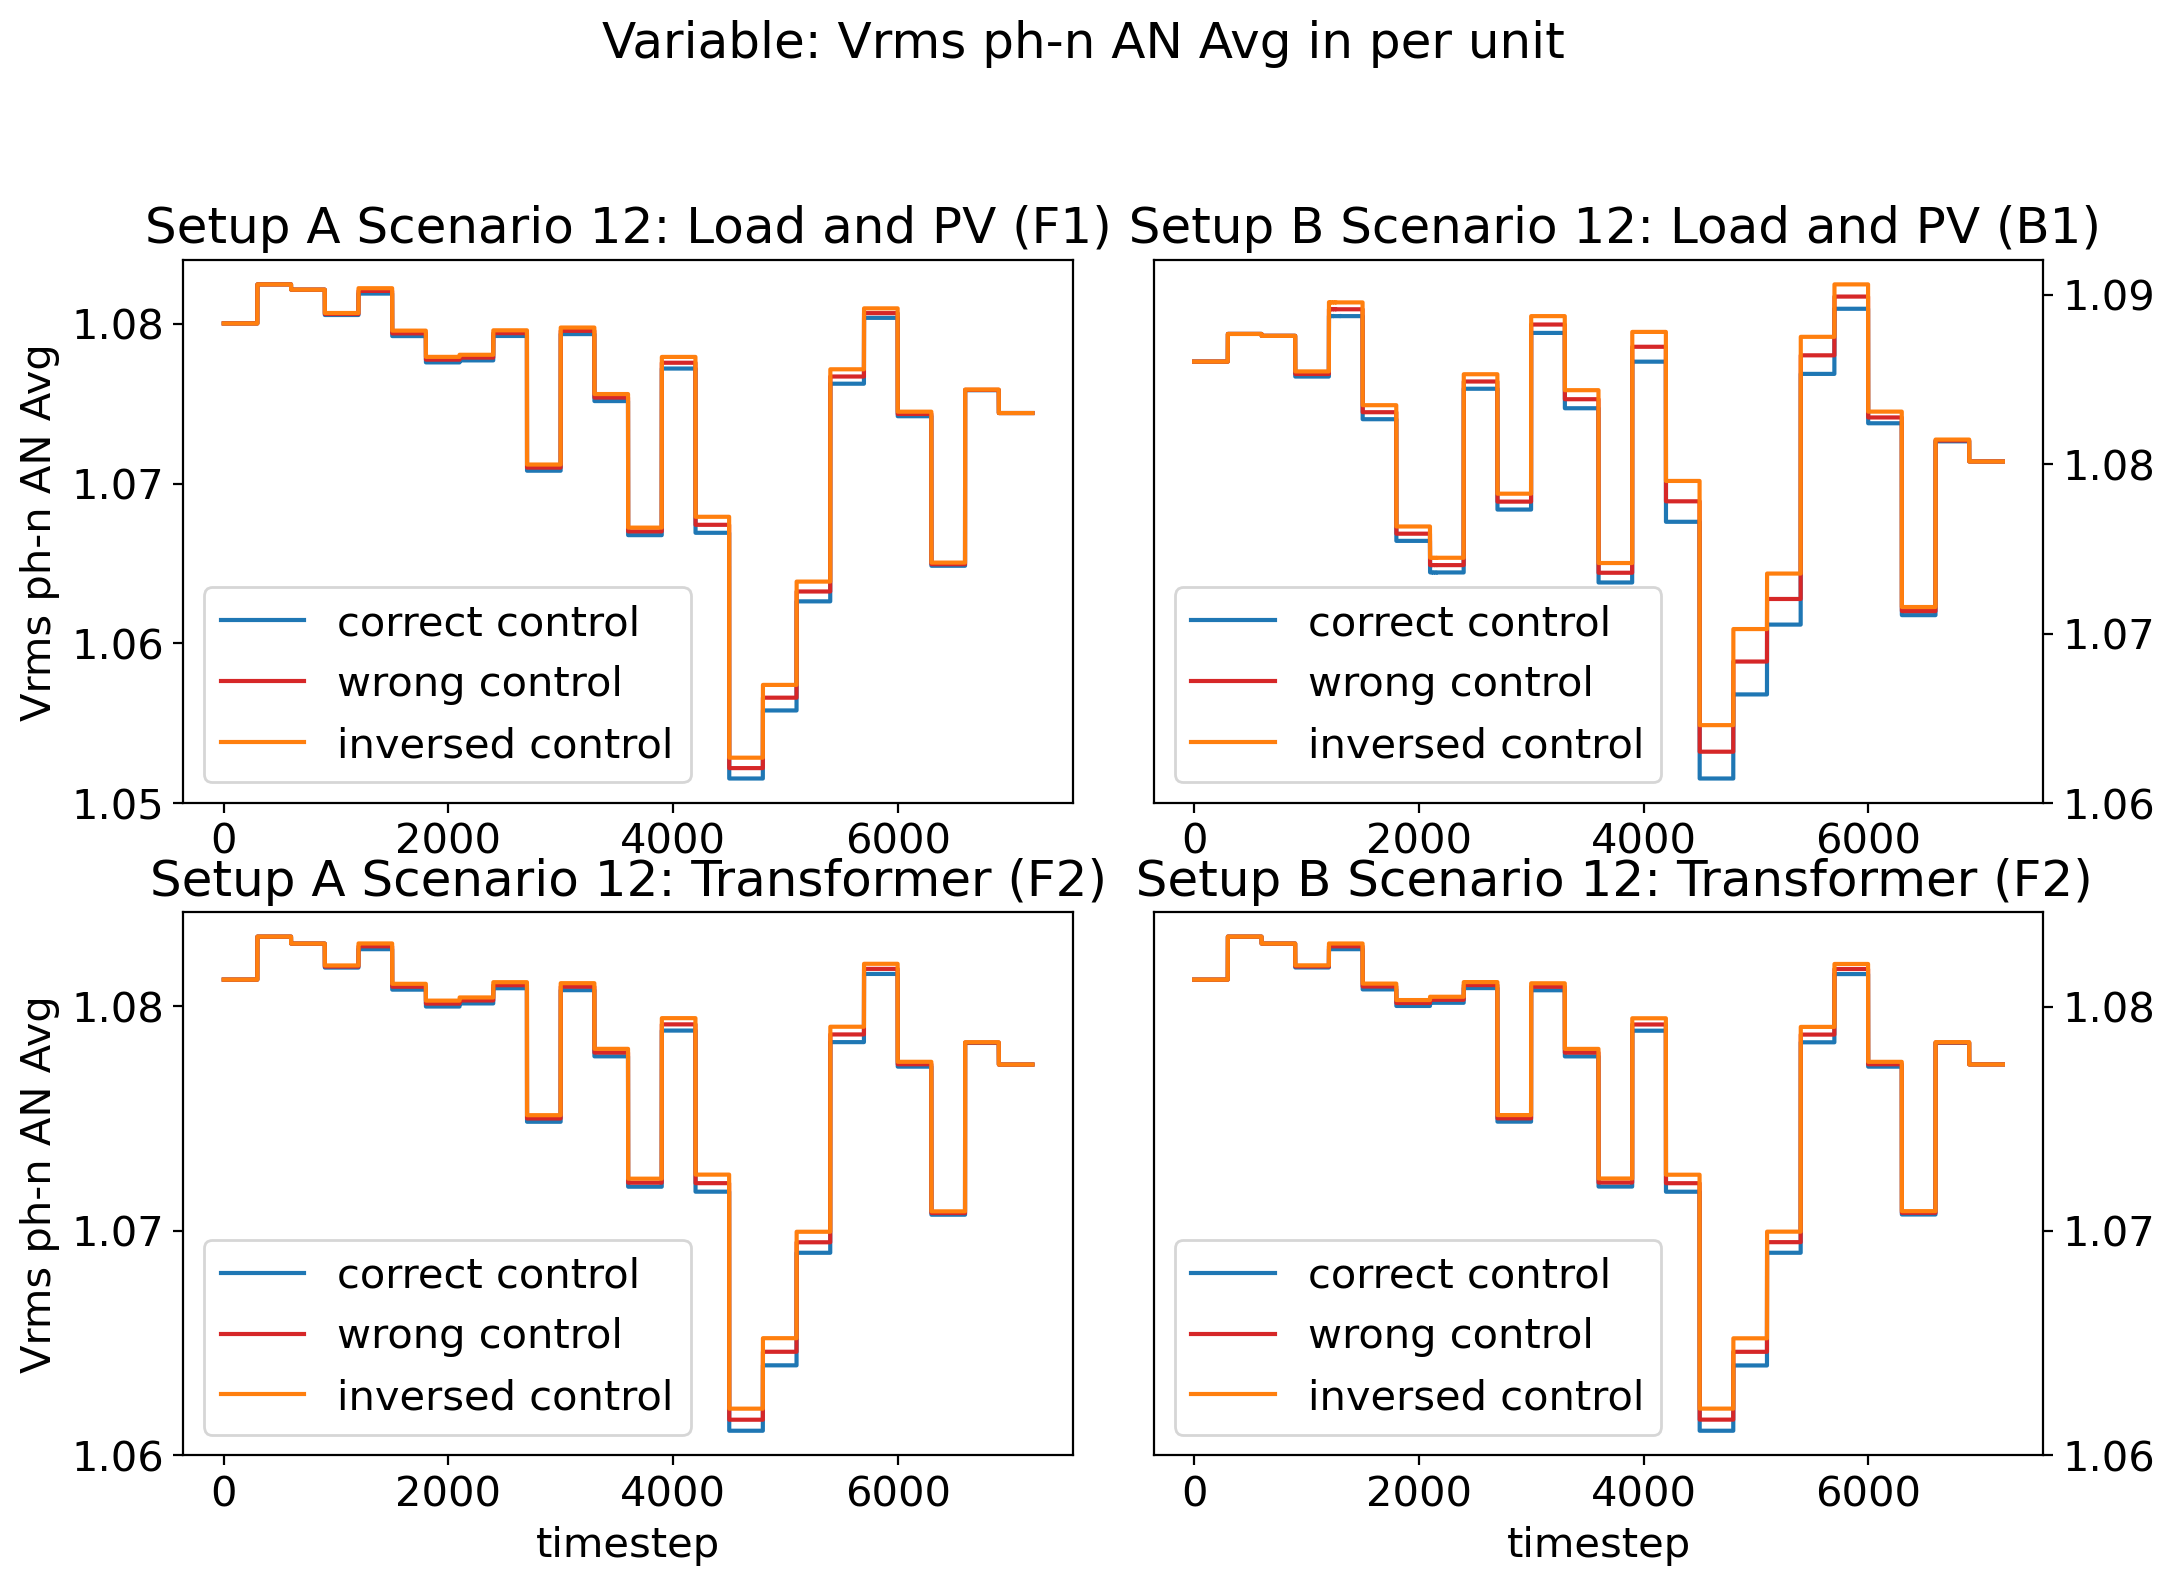 Variable: Vrms ph-n AN Avg in per unit
Setup A Scenario 12: Load and PV (F1)
Vrms ph-n AN Avg
1.08
1.07
1.06
1.05
correct control
wrong control
inversed control
0 2000 4000 6000
Setup B Scenario 12: Load and PV (B1)
1.09
1.08
1.07
1.06
correct control
wrong control
inversed control
0 2000 4000 6000
Setup A Scenario 12: Transformer (F2)
Vrms ph-n AN Avg
1.08
1.07
1.06
correct control
wrong control
inversed control
0 2000 4000 6000
timestep
Setup B Scenario 12: Transformer (F2)
1.08
1.07
1.06
correct control
wrong control
inversed control
0 2000 4000 6000
timestep